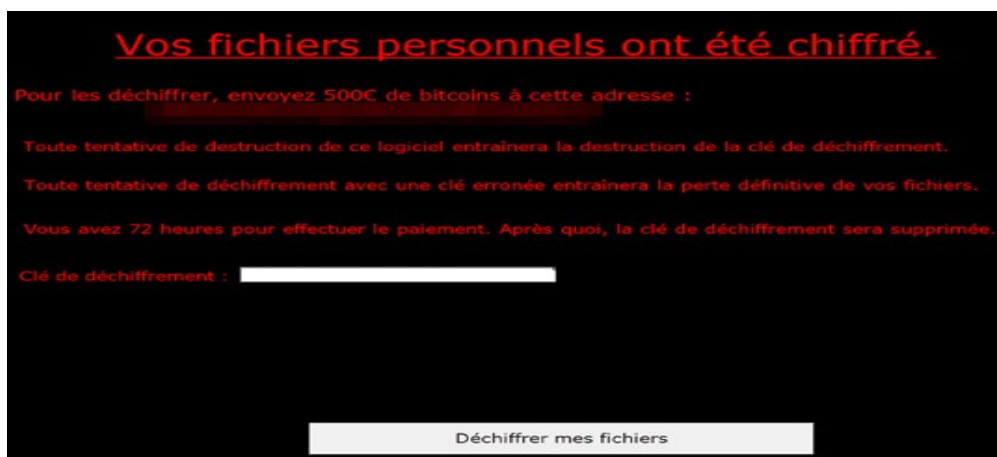 Vos fichiers personnels ont été chiffré.
Pour les déchiffrer, envoyez 500€ de bitcoins à cette adresse :
Toute tentative de destruction de ce logiciel entraînera la destruction de la clé de déchiffrement.
Toute tentative de déchiffrement avec une clé erronée entraînera la perte définitive de vos fichiers.
Vous avez 72 heures pour effectuer le paiement. Après quoi, la clé de déchiffrement sera supprimée.
Clé de déchiffrement :
Déchiffrer mes fichiers